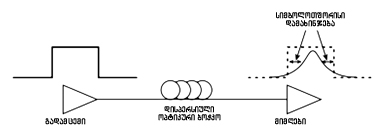 სიმბოლოთშორისი
დამახინჯება
გადამცემი
დისპერსიული
ოპტიკური ბოჭკო
მიმღები